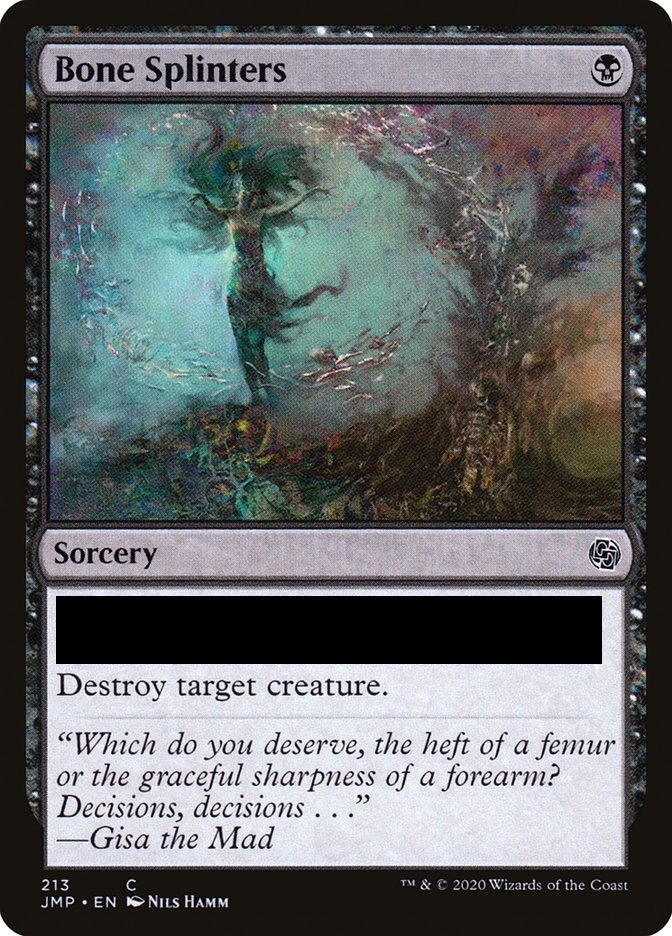 Bone Splinters
Sorcery
Destroy target creature.
“Which do you deserve, the heft of a femur
or the graceful sharpness of a forearm?
Decisions, decisions . . .”
—Gisa the Mad
213 C
JMP • EN Nils Hamm
™ & © 2020 Wizards of the Coast